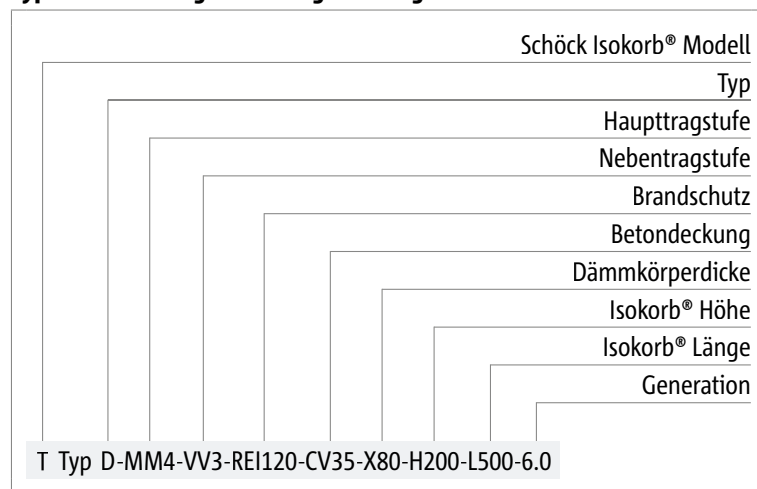 Schöck Isokorb® Modell
Typ
Haupttragstufe
Nebentragstufe
Brandschutz
Betondeckung
Dämmkörperdicke
Isokorb® Höhe
Isokorb® Länge
Generation
T Typ D-MM4-VV3-REI120-CV35-X80-H200-L500-6.0